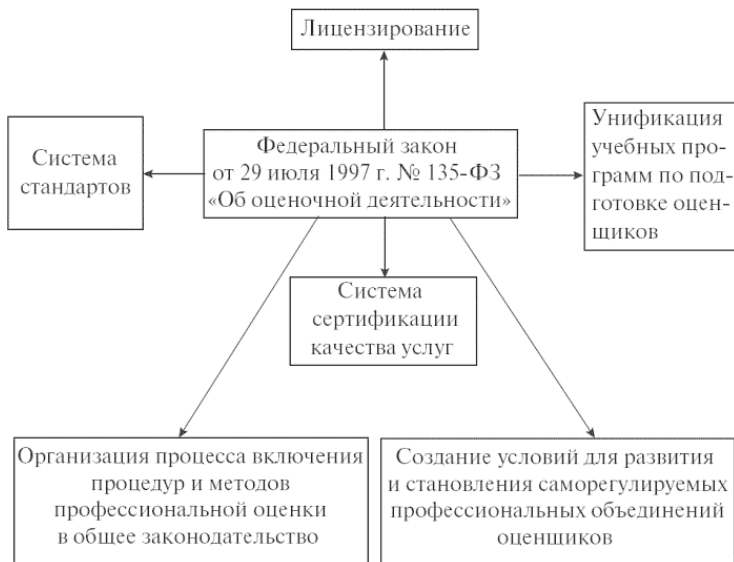 Лицензирование
Система
стандартов
Федеральный закон
от 29 июля 1997 г. № 135-ФЗ
«Об оценочной деятельности»
Унификация
учебных про-
грамм по под-
готовке оцен-
щиков
Система
сертификации
качества услуг
Организация процесса включения
процедур и методов
профессиональной оценки
в общее законодательство
Создание условий для развития
и становления саморегулируемых
профессиональных объединений
оценщиков